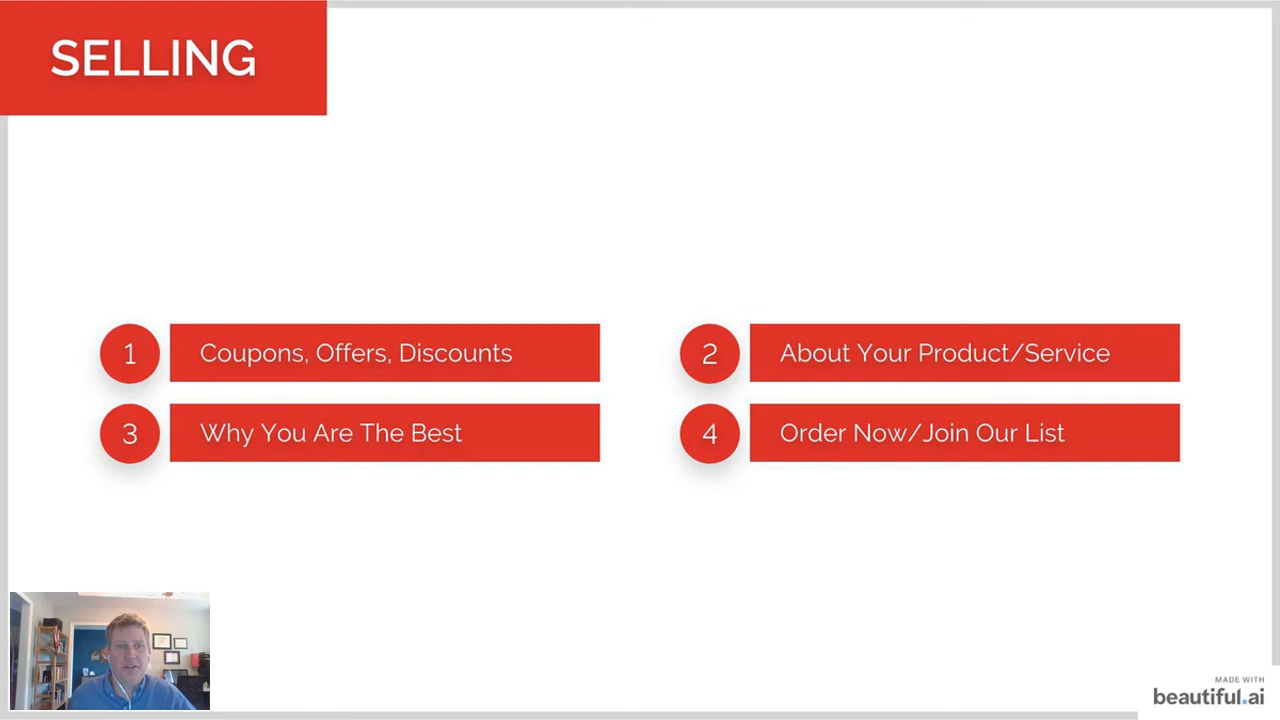 SELLING
1 Coupons, Offers, Discounts
2 About Your Product/Service
3 Why You Are The Best
4 Order Now/Join Our List
MADE WITH
beautiful.ai